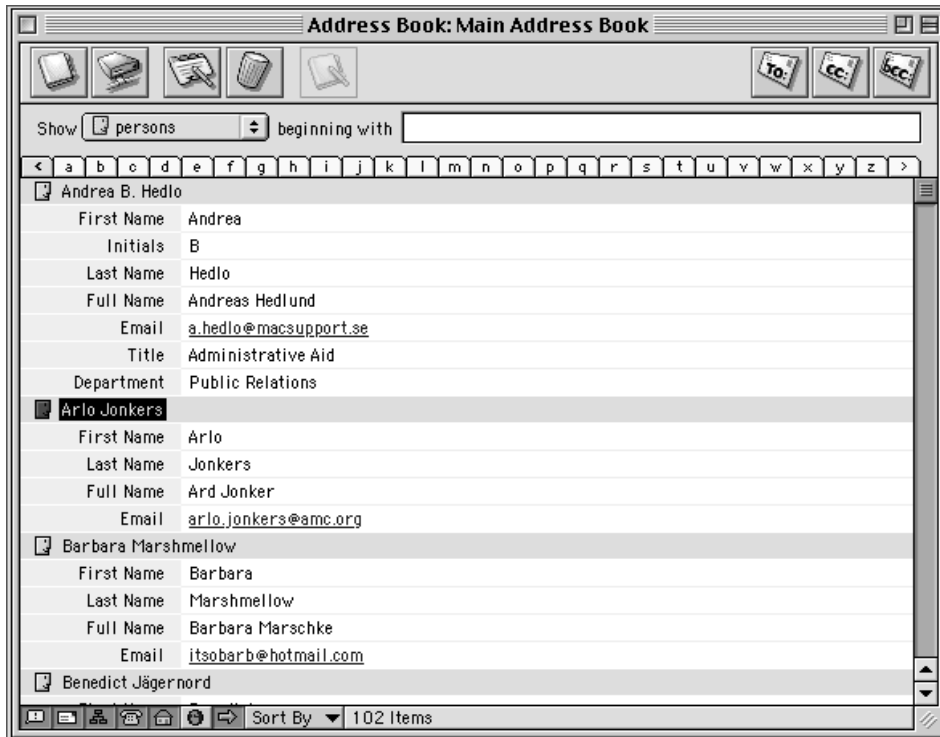 Address Book: Main Address Book
TO: CC: bcc:
Show persons beginning with
< a b c d e f g h i j k l m n o p q r s t u v w x y z >
Andrea B. Hedlo
First Name Andrea
Initials B
Last Name Hedlo
Full Name Andreas Hedlund
Email a.hedlo@macsupport.se
Title Administrative Aid
Department Public Relations
Arlo Jonkers
First Name Arlo
Last Name Jonkers
Full Name Ard Jonker
Email arlo.jonkers@amc.org
Barbara Marshmellow
First Name Barbara
Last Name Marshmellow
Full Name Barbara Marschke
Email itsobarb@hotmail.com
Benedict Jägernord
Sort By 102 Items